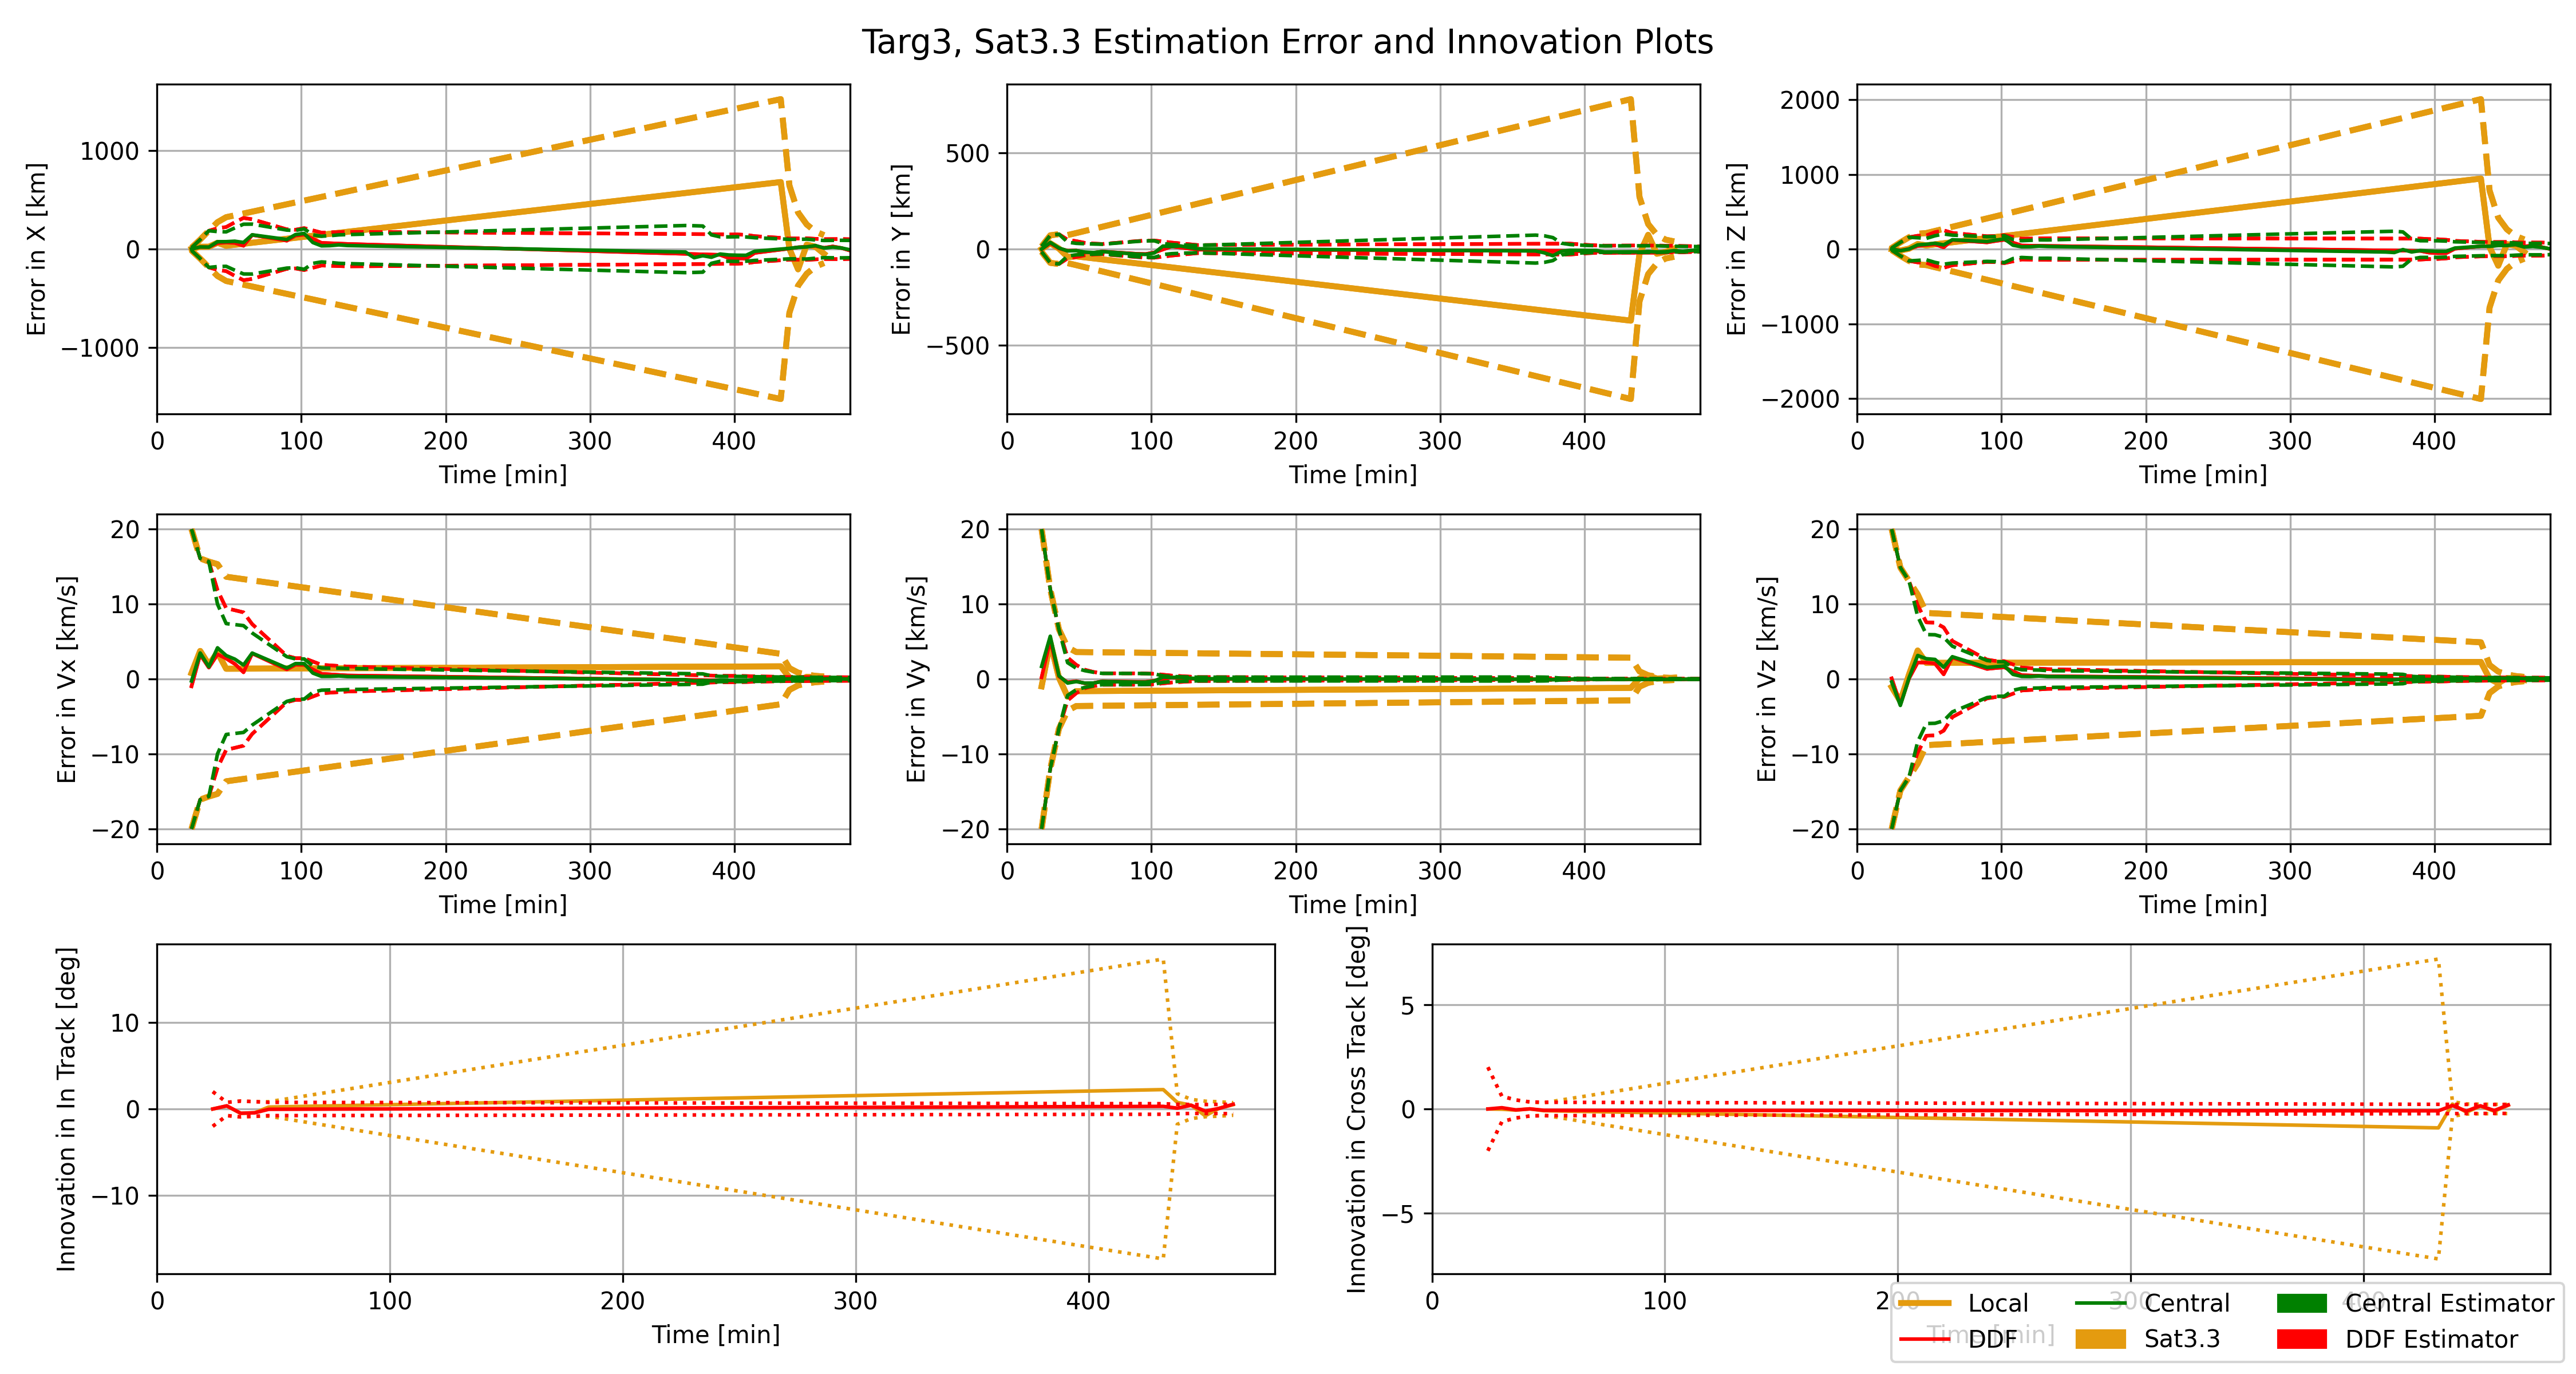 Targ3, Sat3.3 Estimation Error and Innovation Plots
Error in X [km]
1000
0
−1000
0 100 200 300 400
Time [min]
Error in Y [km]
500
0
−500
0 100 200 300 400
Time [min]
Error in Z [km]
2000
1000
0
−1000
−2000
0 100 200 300 400
Time [min]
Error in Vx [km/s]
20
10
0
−10
−20
0 100 200 300 400
Time [min]
Error in Vy [km/s]
20
10
0
−10
−20
0 100 200 300 400
Time [min]
Error in Vz [km/s]
20
10
0
−10
−20
0 100 200 300 400
Time [min]
Innovation in In Track [deg]
10
0
−10
0 100 200 300 400
Time [min]
Innovation in Cross Track [deg]
5
0
−5
0 100 200 300 400
Time [min]
Local Central Central Estimator
DDF Sat3.3 DDF Estimator